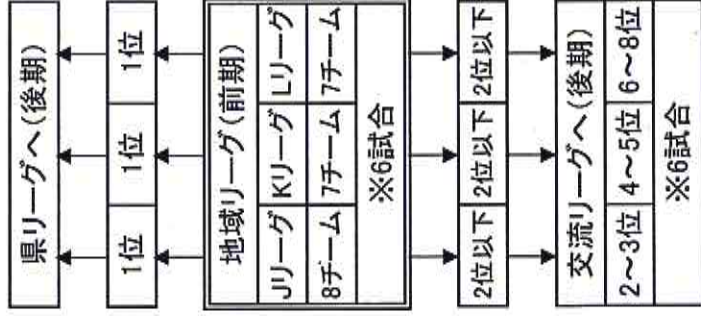 県リーグへ(後期)
1位 1位 1位
地域リーグ(前期)
Jリーグ Kリーグ Lリーグ
8チーム 7チーム 7チーム
※6試合
2位以下 2位以下 2位以下
交流リーグへ(後期)
2～3位 4～5位 6～8位
※6試合